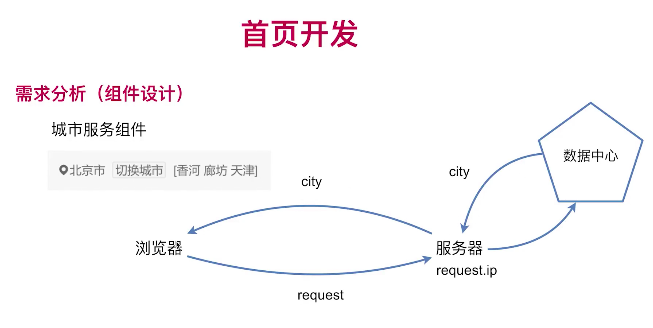 首页开发
需求分析（组件设计）
城市服务组件
北京市 切换城市 [香河 廊坊 天津]
city
city
数据中心
浏览器
服务器
request.ip
request